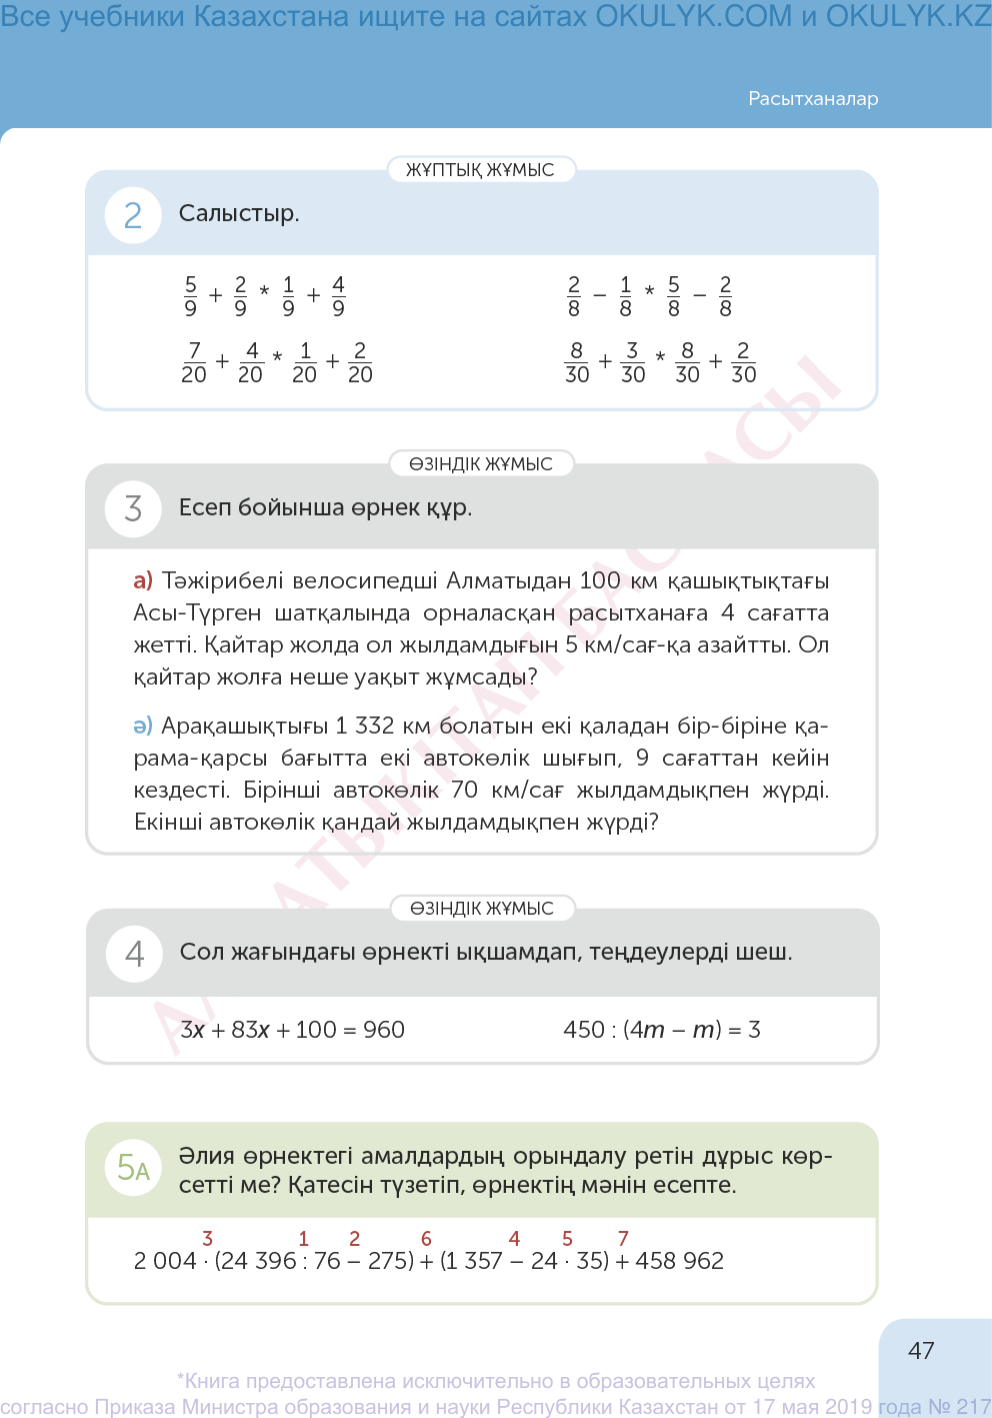 Все учебники Казахстана ищите на сайтах OKULYK.COM и OKULYK.KZ
Расытханалар
ЖҰПТЫҚ ЖҰМЫС
2 Салыстыр.
5/9 + 2/9 * 1/9 + 4/9    2/8 – 1/8 * 5/8 – 2/8
7/20 + 4/20 * 1/20 + 2/20    8/30 + 3/30 * 8/30 + 2/30
ӨЗІНДІК ЖҰМЫС
3 Есеп бойынша өрнек құр.
а) Тәжірибелі велосипедші Алматыдан 100 км қашықтықтағы
Асы-Түрген шатқалында орналасқан расытханаға 4 сағатта
жетті. Қайтар жолда ол жылдамдығын 5 км/сағ-қа азайтты. Ол
қайтар жолға неше уақыт жұмсады?
ә) Арақашықтығы 1 332 км болатын екі қаладан бір-біріне қа-
рама-қарсы бағытта екі автокөлік шығып, 9 сағаттан кейін
кездесті. Бірінші автокөлік 70 км/сағ жылдамдықпен жүрді.
Екінші автокөлік қандай жылдамдықпен жүрді?
ӨЗІНДІК ЖҰМЫС
4 Сол жағындағы өрнекті ықшамдап, теңдеулерді шеш.
3x + 83x + 100 = 960    450 : (4m – m) = 3
5А Әлия өрнектегі амалдардың орындалу ретін дұрыс көр-
сетті ме? Қатесін түзетіп, өрнектің мәнін есепте.
3 1 2 6 4 5 7
2 004 · (24 396 : 76 – 275) + (1 357 – 24 · 35) + 458 962
47
*Книга предоставлена исключительно в образовательных целях
согласно Приказа Министра образования и науки Республики Казахстан от 17 мая 2019 года № 217